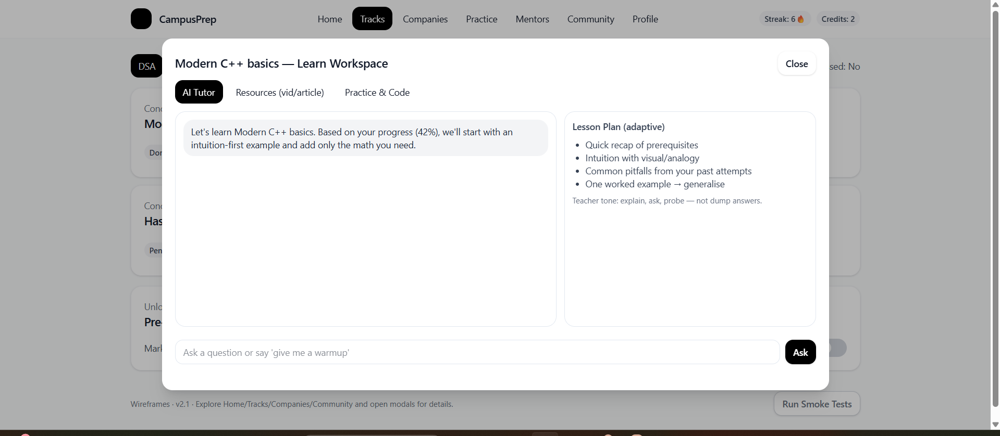 CampusPrep
Home Tracks Companies Practice Mentors Community Profile
Streak: 6🔥 Credits: 2
DSA
sed: No
Modern C++ basics — Learn Workspace
Close
AI Tutor Resources (vid/article) Practice & Code
Let's learn Modern C++ basics. Based on your progress (42%), we'll start with an
intuition-first example and add only the math you need.
Lesson Plan (adaptive)
• Quick recap of prerequisites
• Intuition with visual/analogy
• Common pitfalls from your past attempts
• One worked example → generalise
Teacher tone: explain, ask, probe — not dump answers.
Ask a question or say 'give me a warmup'
Ask
Conc
Mo
Don
Conc
Has
Pen
Unlo
Pre-
Mark
Wireframes · v2.1 · Explore Home/Tracks/Companies/Community and open modals for details.
Run Smoke Tests